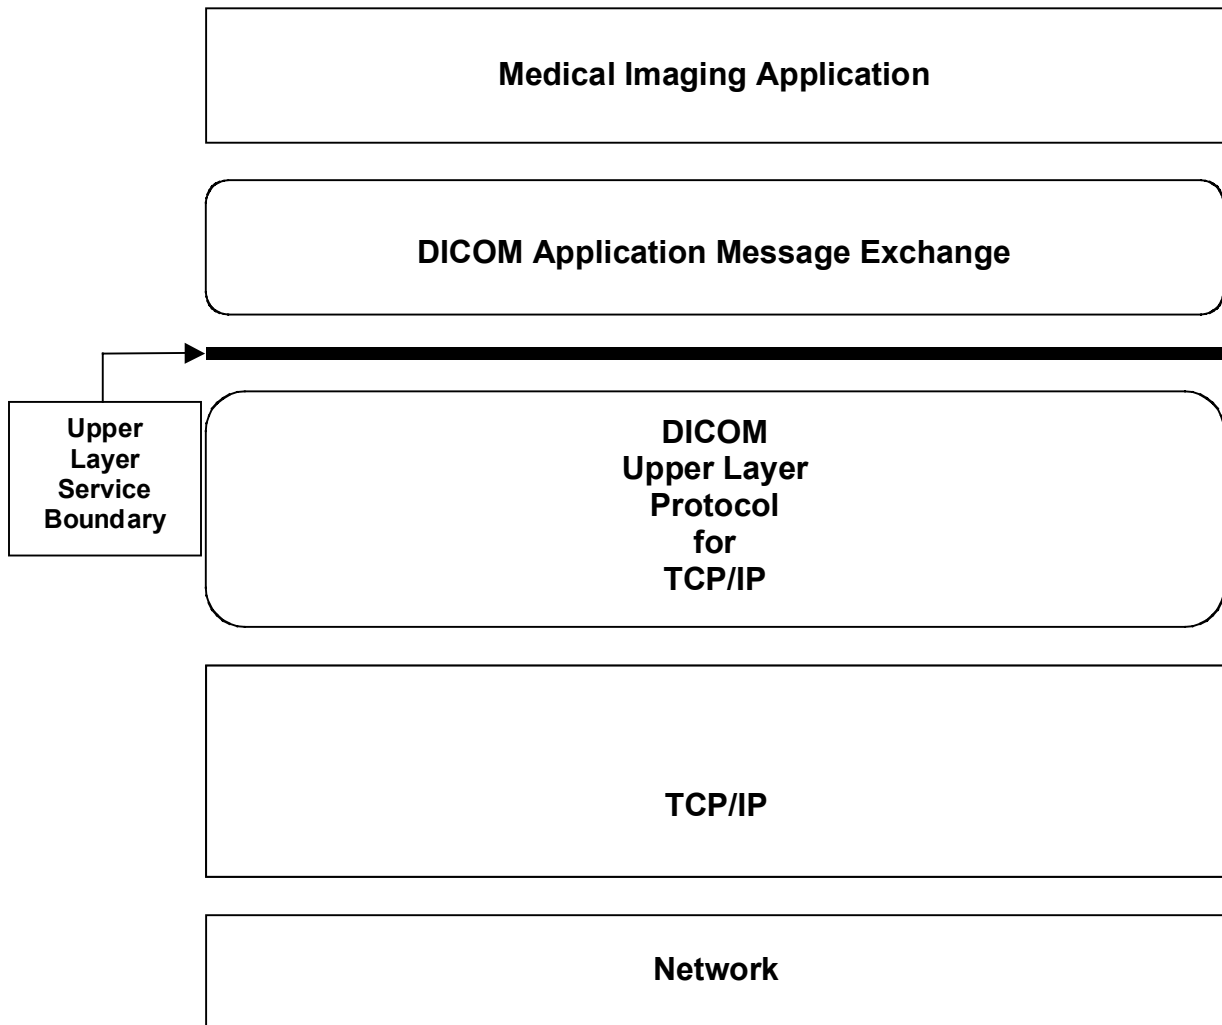 Medical Imaging Application
DICOM Application Message Exchange
Upper
Layer
Service
Boundary
DICOM
Upper Layer
Protocol
for
TCP/IP
TCP/IP
Network